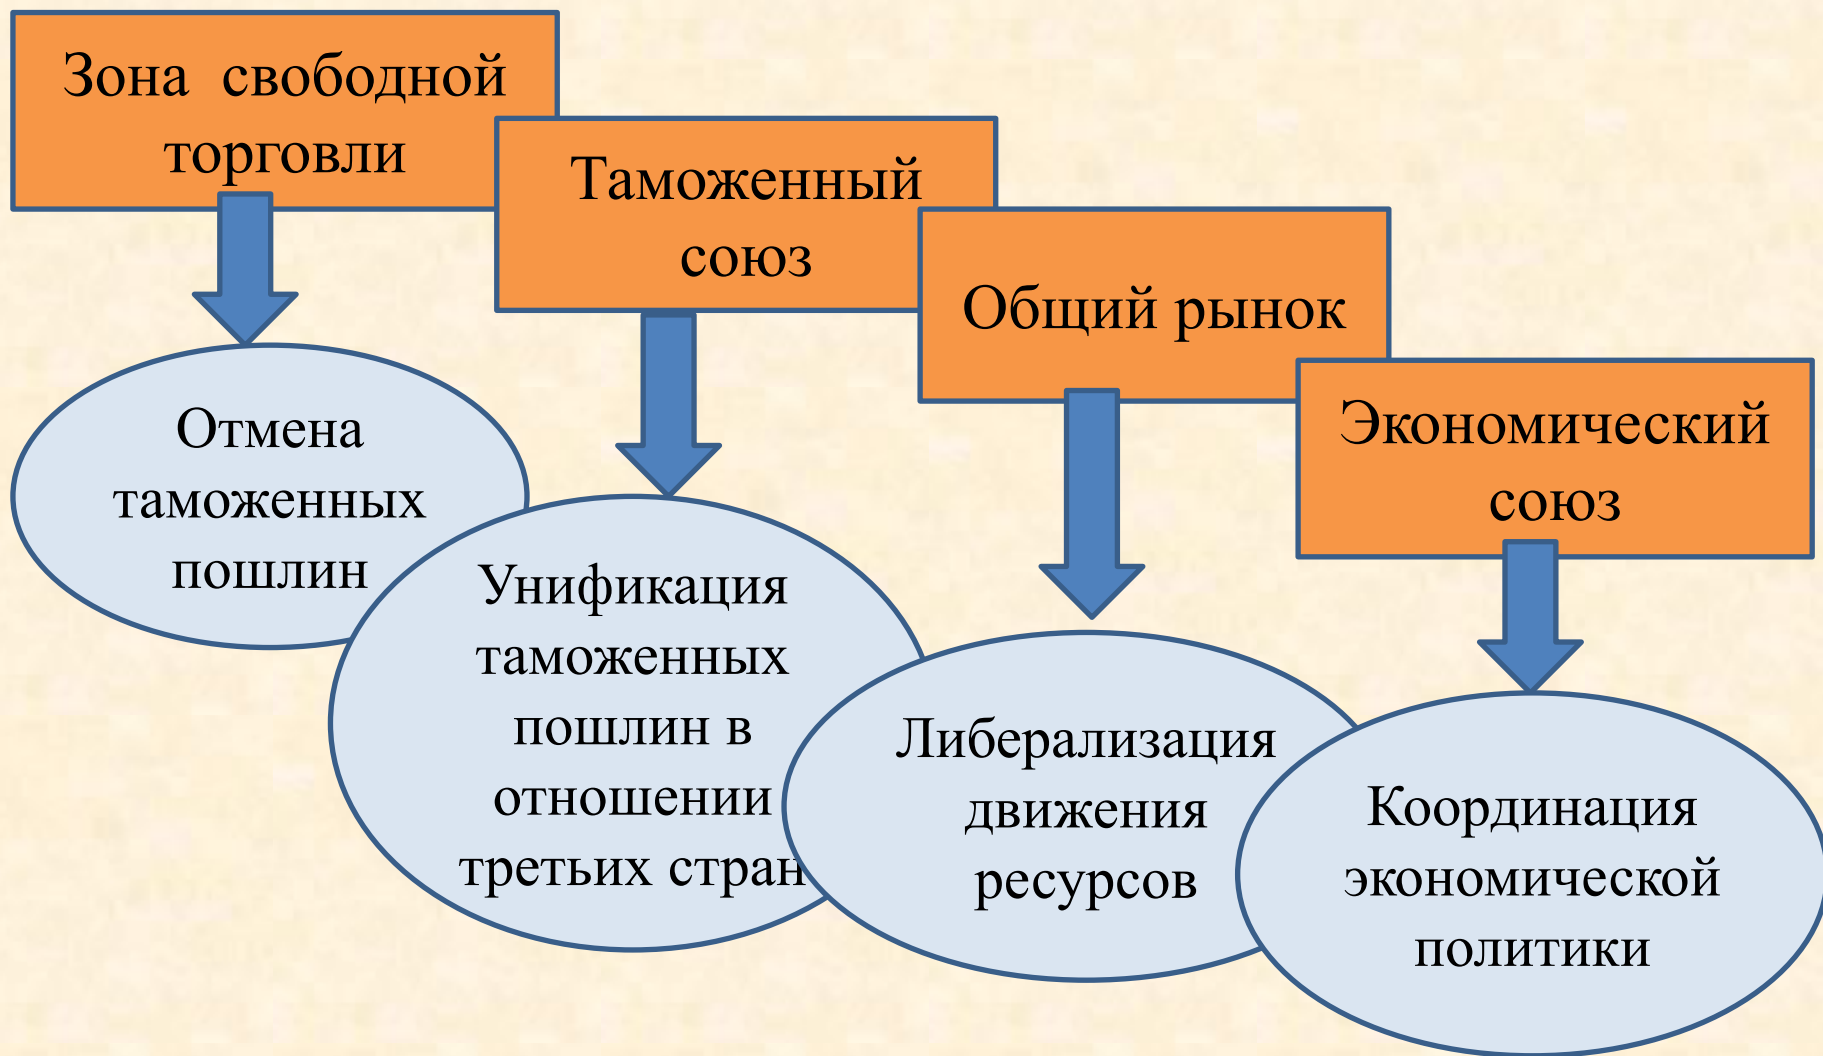 Зона свободной
торговли
Таможенный
союз
Общий рынок
Экономический
союз
Отмена
таможенных
пошлин
Унификация
таможенных
пошлин в
отношении
третьих стран
Либерализация
движения
ресурсов
Координация
экономической
политики